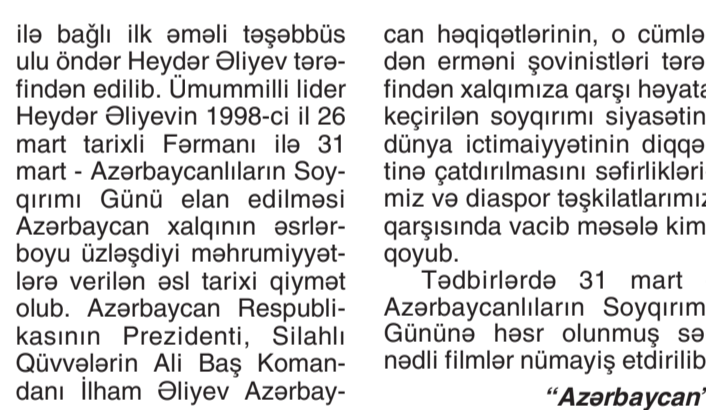 ilə bağlı ilk əməli təşəbbüs
ulu öndər Heydər Əliyev tərə-
findən edilib. Ümummilli lider
Heydər Əliyevin 1998-ci il 26
mart tarixli Fərmanı ilə 31
mart - Azərbaycanlıların Soy-
qırımı Günü elan edilməsi
Azərbaycan xalqının əsrlər-
boyu üzləşdiyi məhrumiyyət-
lərə verilən əsl tarixi qiymət
olub. Azərbaycan Respubli-
kasının Prezidenti, Silahlı
Qüvvələrin Ali Baş Koman-
danı İlham Əliyev Azərbay-
can həqiqətlərinin, o cümlə
dən erməni şovinistləri tərə
findən xalqımıza qarşı həyata
keçirilən soyqırımı siyasətin
dünya ictimaiyyətinin diqqə
tinə çatdırılmasını səfirlikləri
miz və diaspor təşkilatlarımız
qarşısında vacib məsələ kim
qoyub.
Tədbirlərdə 31 mart
Azərbaycanlıların Soyqırım
Gününə həsr olunmuş sə
nədli filmlər nümayiş etdirilib
“Azərbaycan”